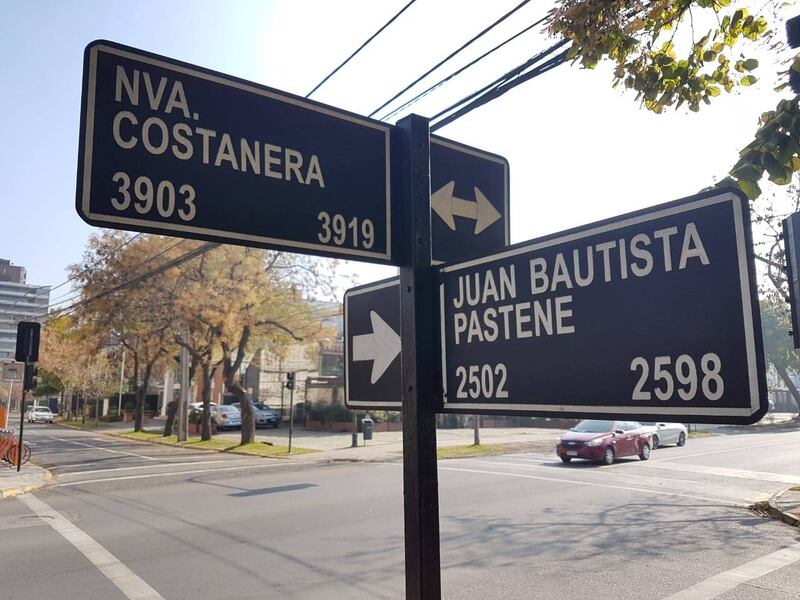 NVA.
COSTANERA
3903 3919
JUAN BAUTISTA
PASTENE
2502 2598